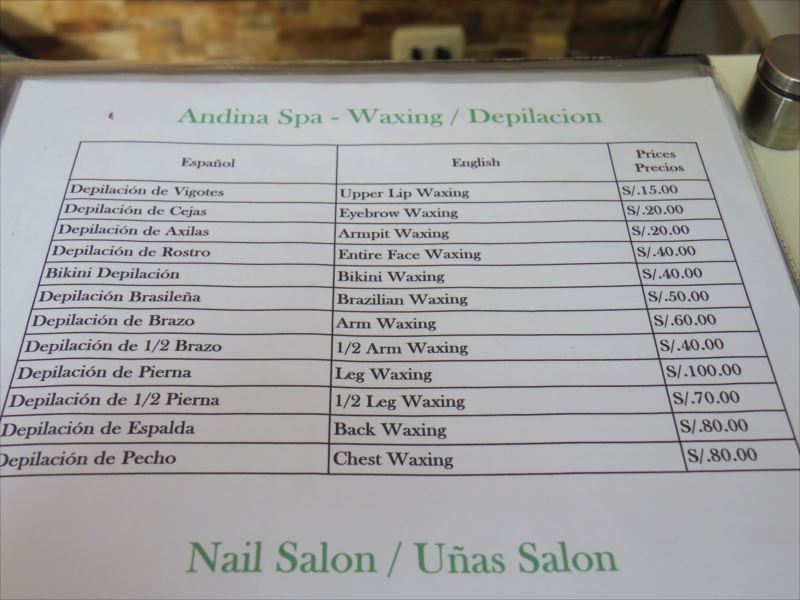 Andina Spa - Waxing / Depilacion
Español English Prices
Precios
Depilación de Vigotes Upper Lip Waxing S/.15.00
Depilación de Cejas Eyebrow Waxing S/.20.00
Depilación de Axilas Armpit Waxing S/.20.00
Depilación de Rostro Entire Face Waxing S/.40.00
Bikini Depilación Bikini Waxing S/.40.00
Depilación Brasileña Brazilian Waxing S/.50.00
Depilación de Brazo Arm Waxing S/.60.00
Depilación de 1/2 Brazo 1/2 Arm Waxing S/.40.00
Depilación de Pierna Leg Waxing S/.100.00
Depilación de 1/2 Pierna 1/2 Leg Waxing S/.70.00
Depilación de Espalda Back Waxing S/.80.00
Depilación de Pecho Chest Waxing S/.80.00
Nail Salon / Uñas Salon